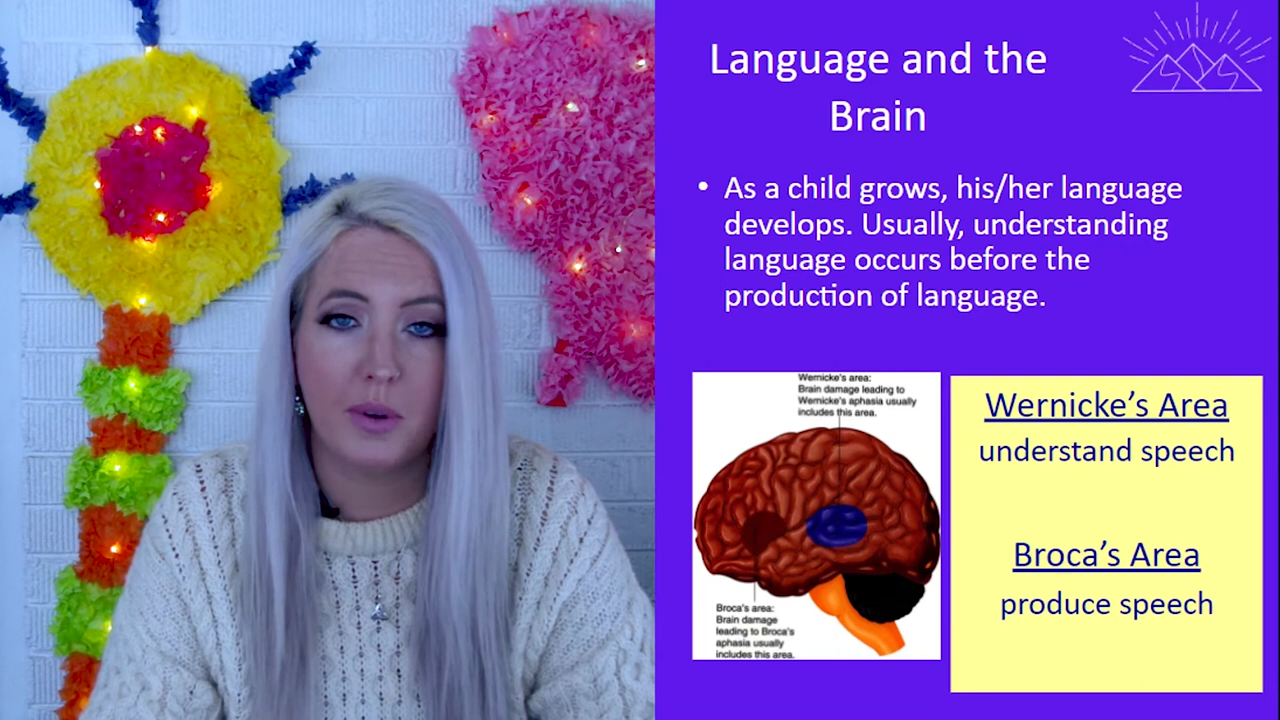 Language and the
Brain
• As a child grows, his/her language
develops. Usually, understanding
language occurs before the
production of language.
Wernicke's area:
Brain damage leading to
Wernicke's aphasia usually
includes this area.
Broca's area:
Brain damage
leading to Broca's
aphasia usually
includes this area.
Wernicke's Area
understand speech
Broca's Area
produce speech